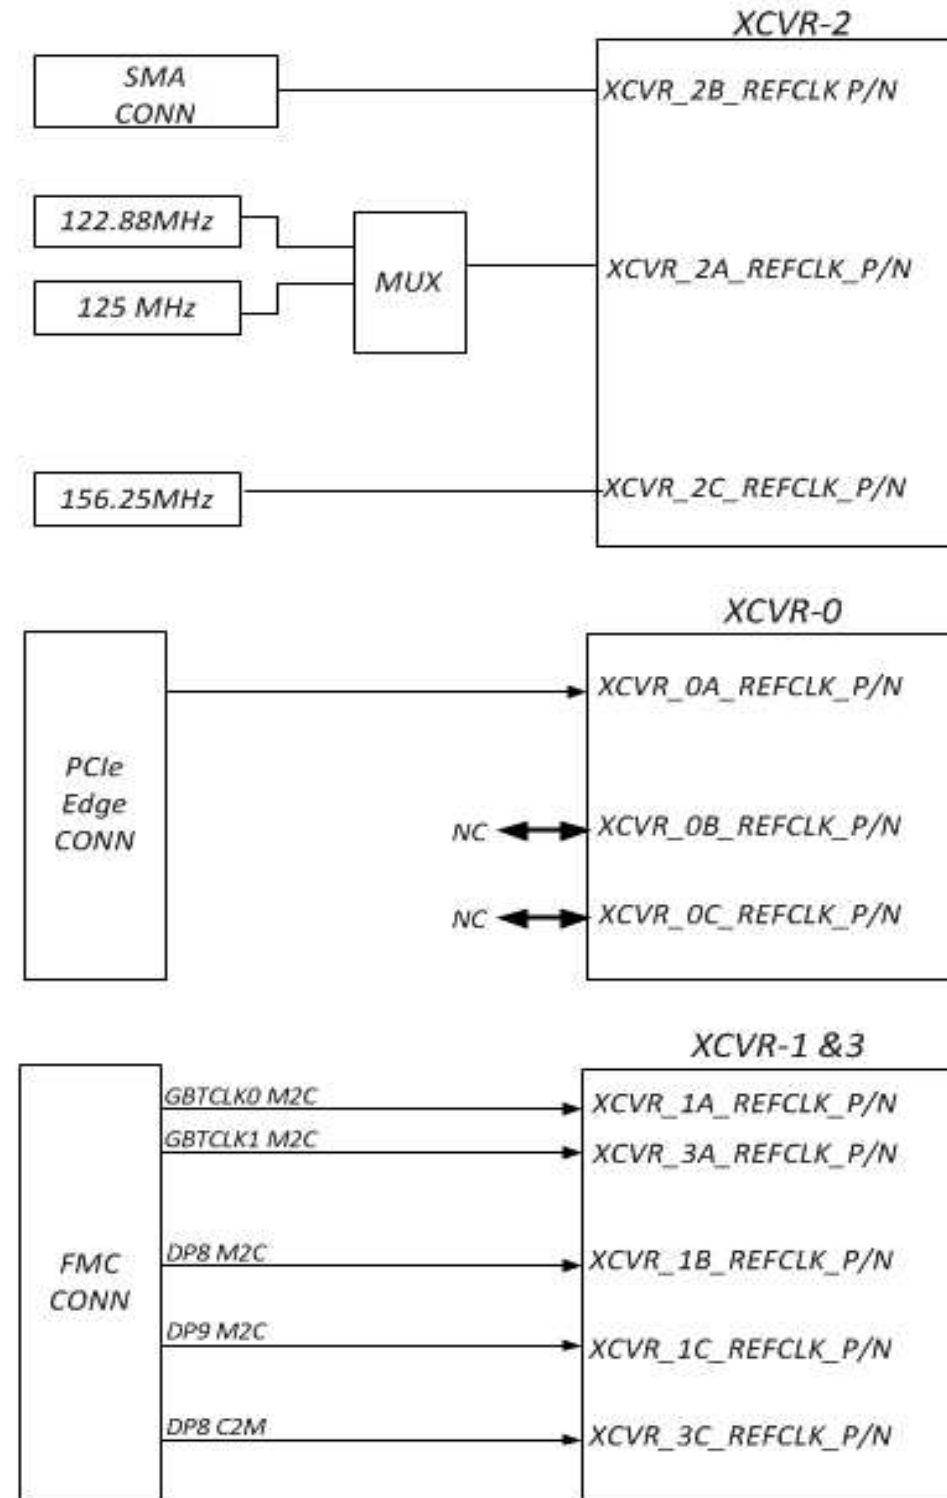 XCVR-2
SMA
CONN
XCVR_2B_REFCLK P/N
122.88MHz
125 MHz
MUX
XCVR_2A_REFCLK_P/N
156.25MHz
XCVR_2C_REFCLK_P/N
XCVR-0
PCIe
Edge
CONN
XCVR_0A_REFCLK_P/N
NC
XCVR_0B_REFCLK_P/N
NC
XCVR_0C_REFCLK_P/N
XCVR-1 &3
FMC
CONN
GBTCLK0 M2C
XCVR_1A_REFCLK_P/N
GBTCLK1 M2C
XCVR_3A_REFCLK_P/N
DP8 M2C
XCVR_1B_REFCLK_P/N
DP9 M2C
XCVR_1C_REFCLK_P/N
DP8 C2M
XCVR_3C_REFCLK_P/N